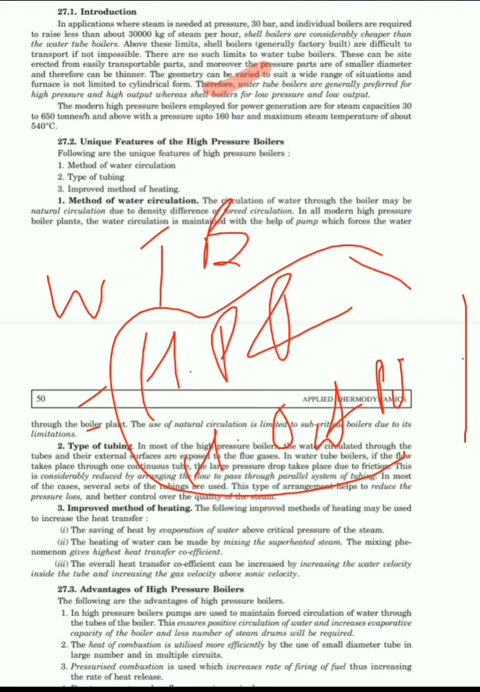 27.1. Introduction
In applications where steam is needed at pressure, 30 bar, and individual boilers are required
to raise less than about 30000 kg of steam per hour, shell boilers are considerably cheaper than
the water tube boilers. Above these limits, shell boilers (generally factory built) are difficult to
transport if not impossible. There are no such limits to water tube boilers. These can be site
erected from easily transportable parts, and moreover the pressure parts are of smaller diameter
and therefore can be thinner. The geometry can be varied to suit a wide range of situations and
furnace is not limited to cylindrical form. Therefore, water tube boilers are generally preferred for
high pressure and high output whereas shell boilers for low pressure and low output.
The modern high pressure boilers employed for power generation are for steam capacities 30
to 650 tonnes/h and above with a pressure upto 160 bar and maximum steam temperature of about
540°C.
27.2. Unique Features of the High Pressure Boilers
Following are the unique features of high pressure boilers :
1. Method of water circulation
2. Type of tubing
3. Improved method of heating.
1. Method of water circulation. The circulation of water through the boiler may be
natural circulation due to density difference or forced circulation. In all modern high pressure
boiler plants, the water circulation is maintained with the help of pump which forces the water
W T B
H.P &
H. O
50 APPLIED THERMODYNAMICS
through the boiler plant. The use of natural circulation is limited to sub-critical boilers due to its
limitations.
2. Type of tubing. In most of the high pressure boilers, the water circulated through the
tubes and their external surfaces are exposed to the flue gases. In water tube boilers, if the flow
takes place through one continuous tube, the large pressure drop takes place due to friction. This
is considerably reduced by arranging the flow to pass through parallel system of tubing. In most
of the cases, several sets of the tubings are used. This type of arrangement helps to reduce the
pressure loss, and better control over the quality of the steam.
3. Improved method of heating. The following improved methods of heating may be used
to increase the heat transfer :
(i) The saving of heat by evaporation of water above critical pressure of the steam.
(ii) The heating of water can be made by mixing the superheated steam. The mixing phe-
nomenon gives highest heat transfer co-efficient.
(iii) The overall heat transfer co-efficient can be increased by increasing the water velocity
inside the tube and increasing the gas velocity above sonic velocity.
27.3. Advantages of High Pressure Boilers
The following are the advantages of high pressure boilers.
1. In high pressure boilers pumps are used to maintain forced circulation of water through
the tubes of the boiler. This ensures positive circulation of water and increases evaporative
capacity of the boiler and less number of steam drums will be required.
2. The heat of combustion is utilised more efficiently by the use of small diameter tube in
large number and in multiple circuits.
3. Pressurised combustion is used which increases rate of firing of fuel thus increasing
the rate of heat release.